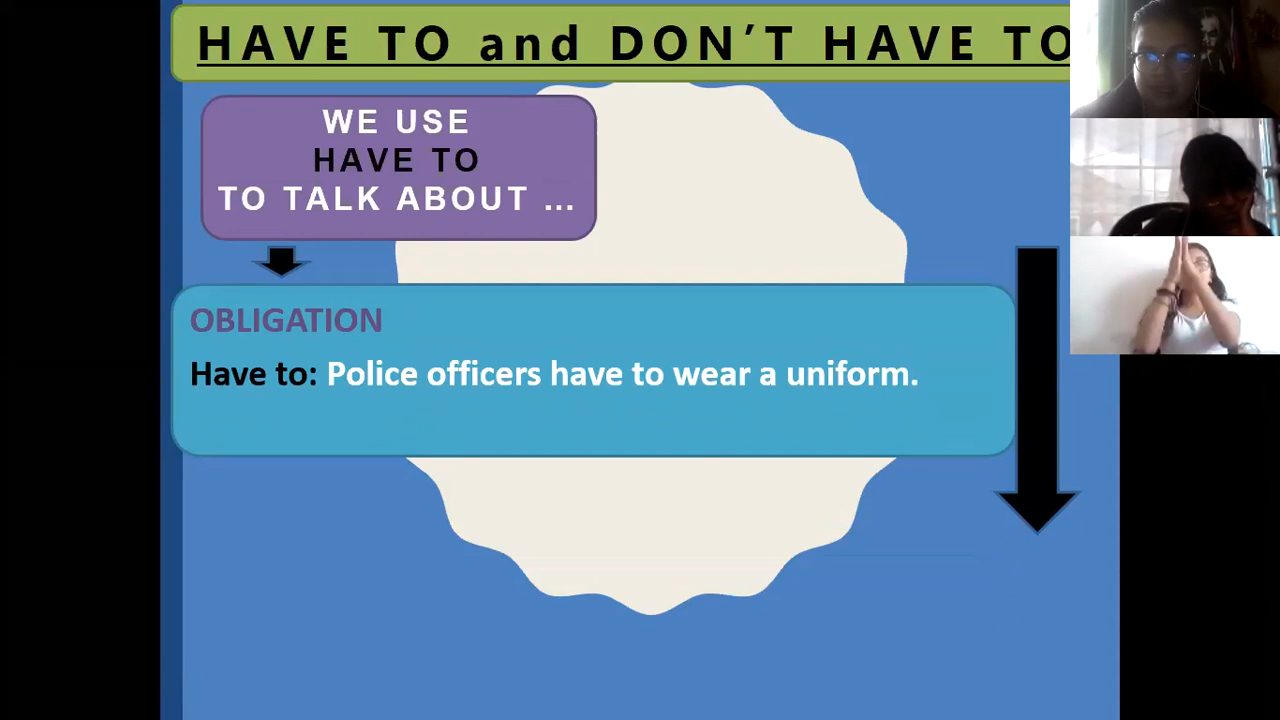 HAVE TO and DON'T HAVE TO
WE USE
HAVE TO
TO TALK ABOUT ...
OBLIGATION
Have to: Police officers have to wear a uniform.